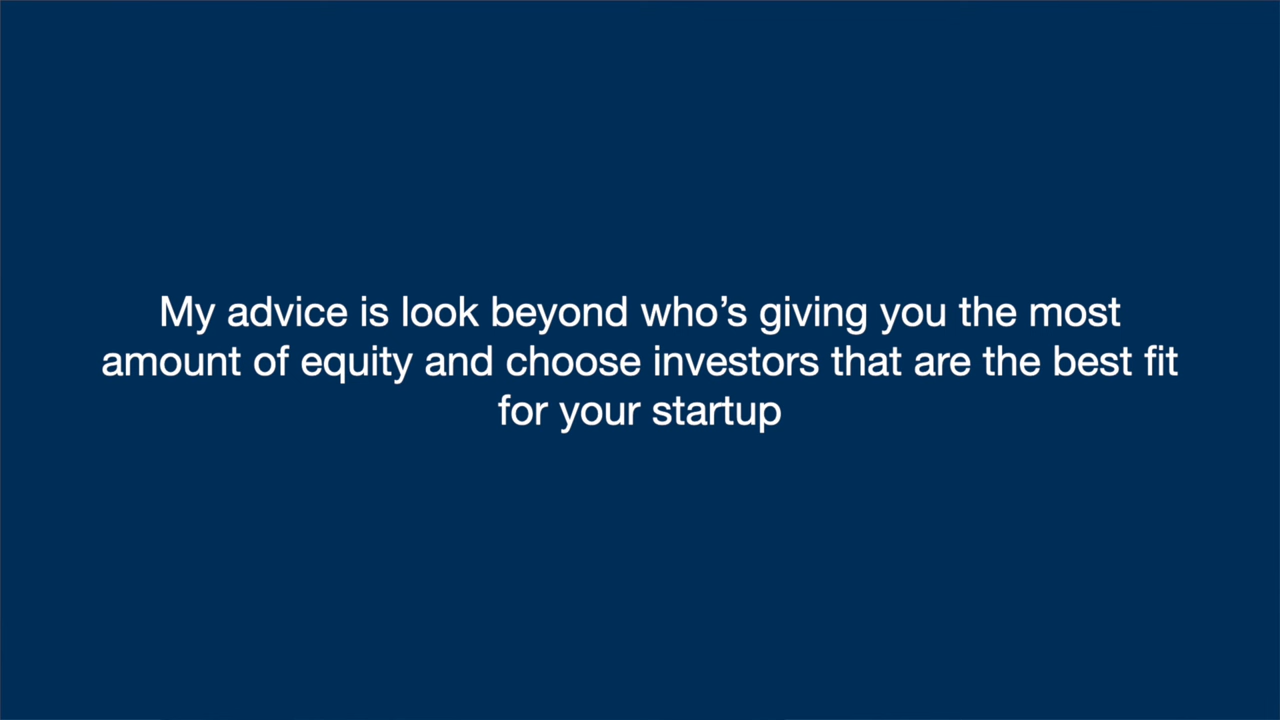 My advice is look beyond who’s giving you the most
amount of equity and choose investors that are the best fit
for your startup